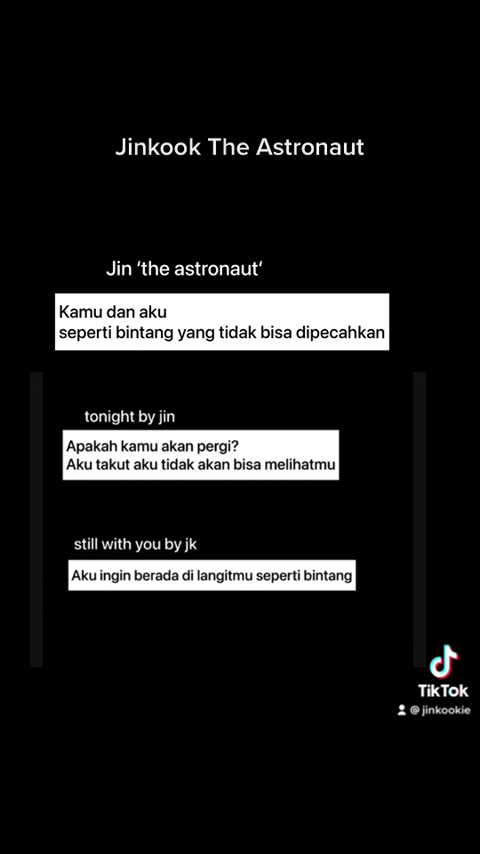 Jinkook The Astronaut
Jin ‘the astronaut‘
Kamu dan aku
seperti bintang yang tidak bisa dipecahkan
tonight by jin
Apakah kamu akan pergi?
Aku takut aku tidak akan bisa melihatmu
still with you by jk
Aku ingin berada di langitmu seperti bintang
TikTok
@ jinkookie